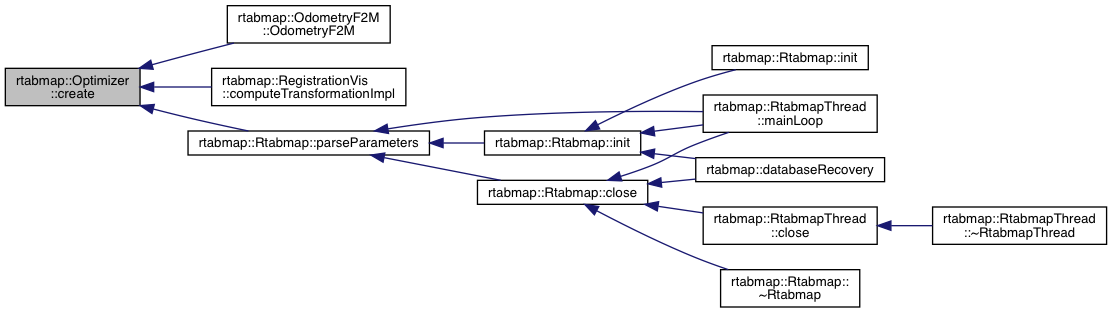 rtabmap::OdometryF2M
::OdometryF2M
rtabmap::Optimizer
::create
rtabmap::RegistrationVis
::computeTransformationImpl
rtabmap::Rtabmap::parseParameters
rtabmap::Rtabmap::init
rtabmap::Rtabmap::close
rtabmap::Rtabmap::init
rtabmap::RtabmapThread
::mainLoop
rtabmap::databaseRecovery
rtabmap::RtabmapThread
::close
rtabmap::Rtabmap::
~Rtabmap
rtabmap::RtabmapThread
::~RtabmapThread